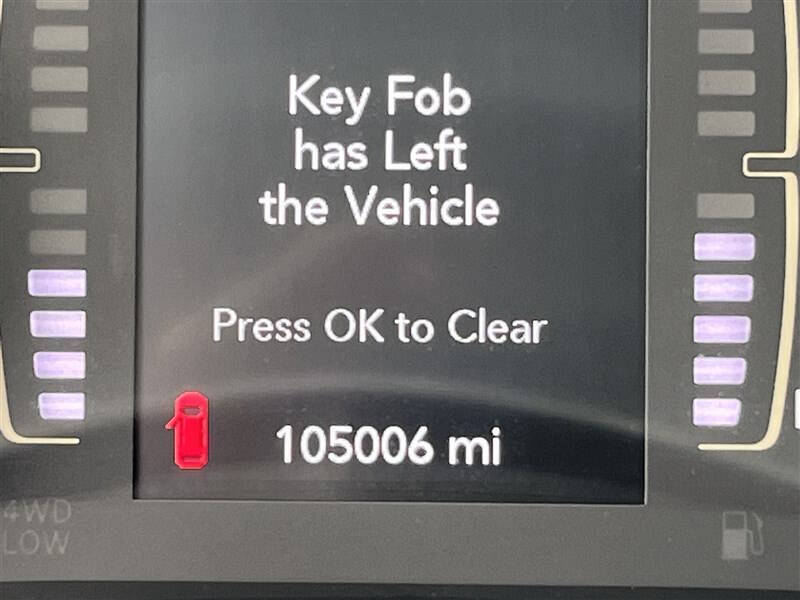 Key Fob
has Left
the Vehicle
Press OK to Clear
105006 mi
4WD
LOW